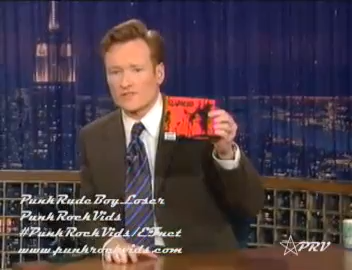 PunkRudeBoyLoser
PunkRockVids
#PunkRockVids/EFnet
www.punkrockvids.com
PRV